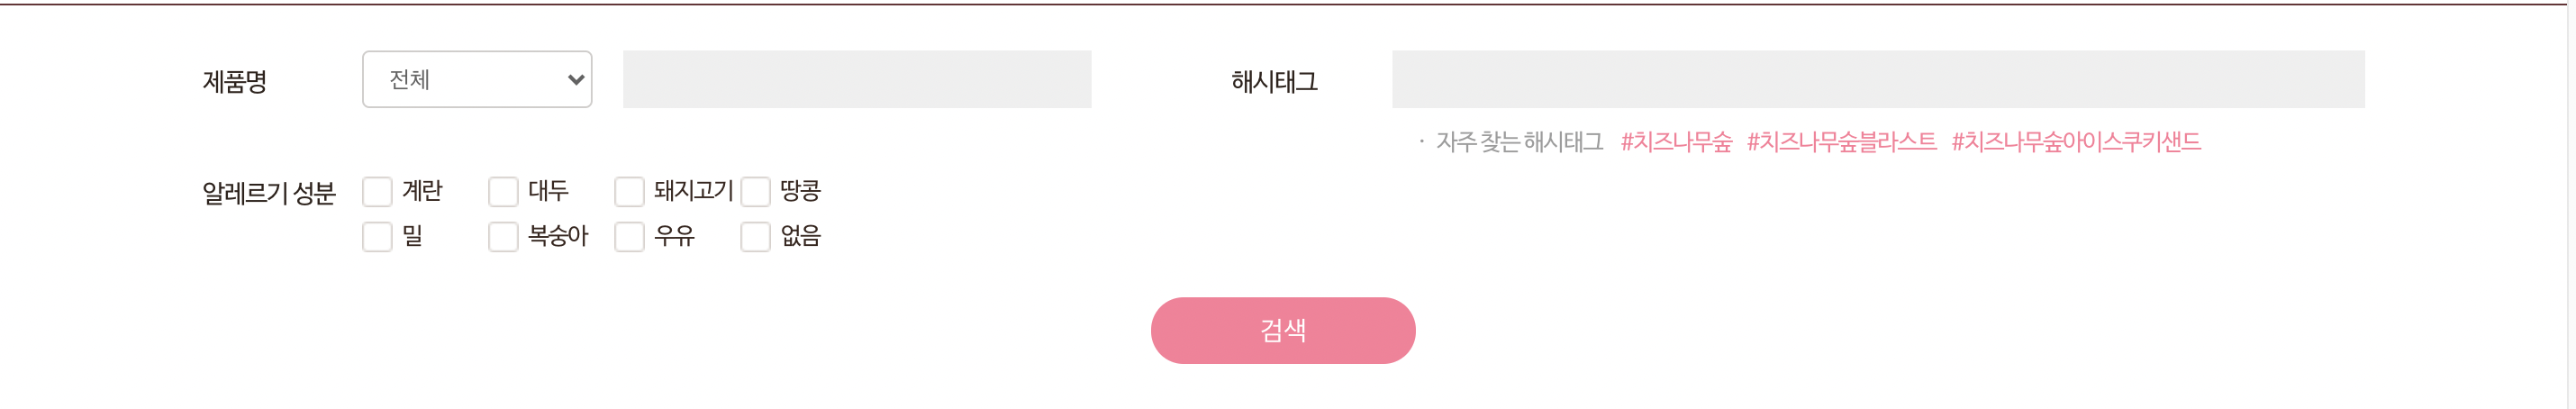 제품명 전체 해시태그
· 자주 찾는 해시태그 #치즈나무숲 #치즈나무숲블라스트 #치즈나무숲아이스쿠키샌드
알레르기 성분 계란 대두 돼지고기 땅콩
밀 복숭아 우유 없음
검색